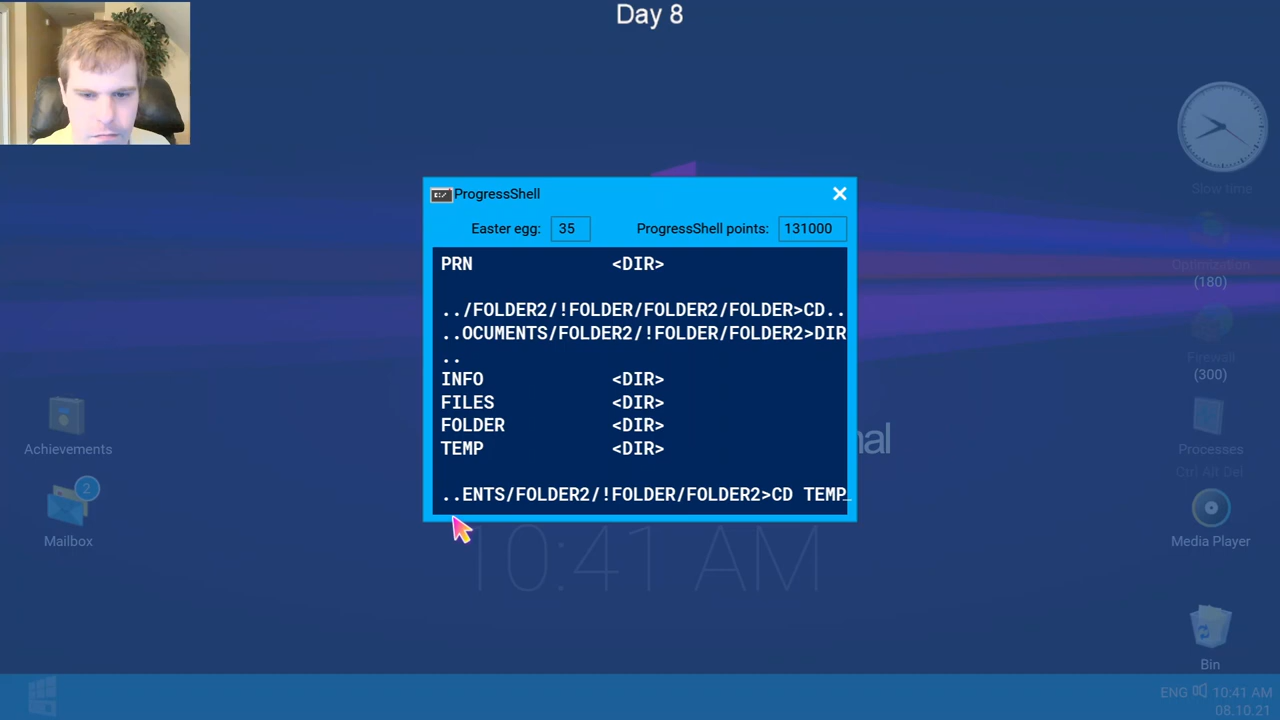 Day 8
ProgressShell
Easter egg: 35 ProgressShell points: 131000
PRN <DIR>
../FOLDER2/!FOLDER/FOLDER2/FOLDER>CD..
..OCUMENTS/FOLDER2/!FOLDER/FOLDER2>DIR
..
INFO <DIR>
FILES <DIR>
FOLDER <DIR>
TEMP <DIR>
..ENTS/FOLDER2/!FOLDER/FOLDER2>CD TEMP_
Slow time
Optimization
(180)
Firewall
(300)
Achievements
Processes
Ctrl Alt Del
2
Mailbox
Media Player
10:41 AM
Bin
ENG 10:41 AM
08.10.21